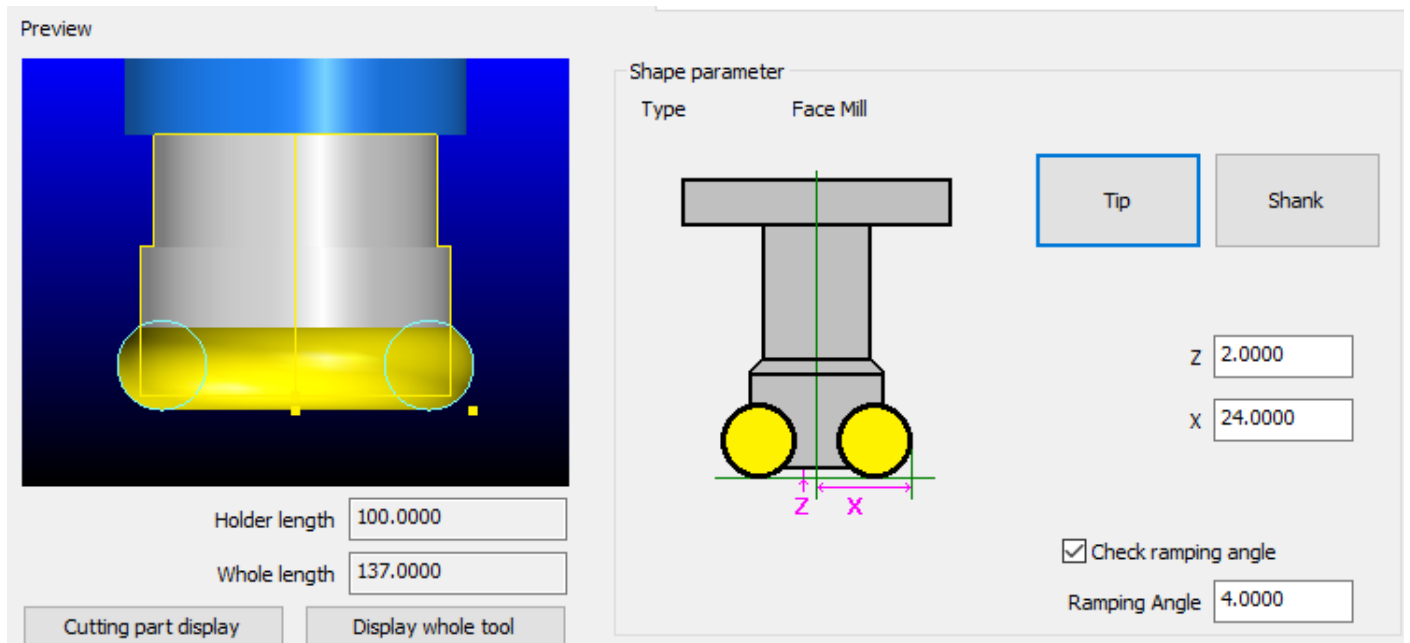 Preview
Holder length 100.0000
Whole length 137.0000
Cutting part display Display whole tool
Shape parameter
Type Face Mill
Tip Shank
Z 2.0000
X 24.0000
Z X
Check ramping angle
Ramping Angle 4.0000